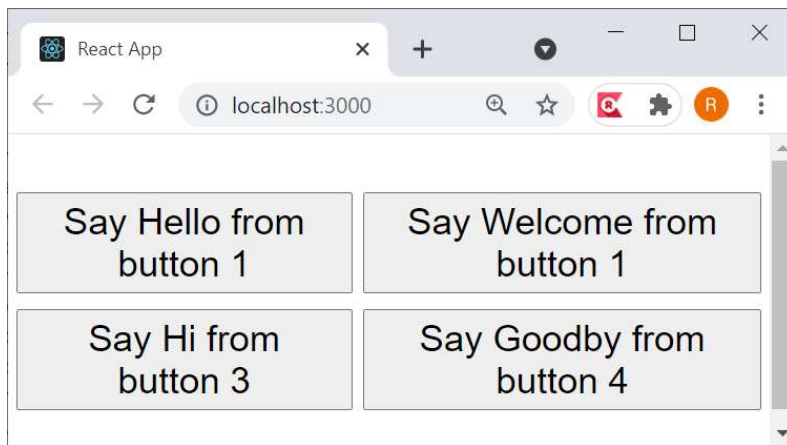 React App
localhost:3000
R
R
Say Hello from
button 1
Say Welcome from
button 1
Say Hi from
button 3
Say Goodby from
button 4